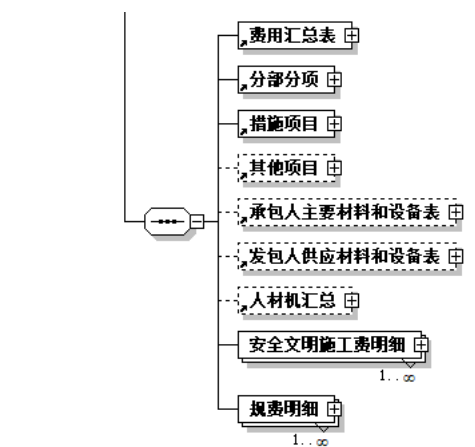 费用汇总表
分部分项
措施项目
其他项目
承包人主要材料和设备表
发包人供应材料和设备表
人材机汇总
安全文明施工费明细
1..∞
规费明细
1..∞